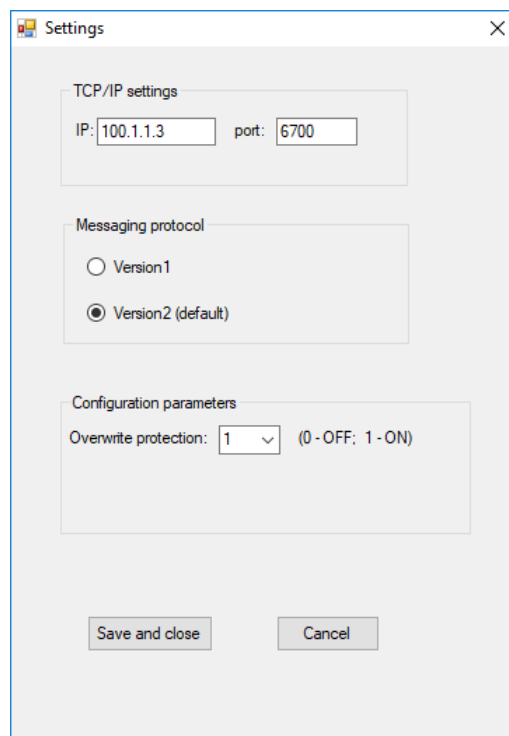 Settings
TCP/IP settings
IP: 100.1.1.3 port: 6700
Messaging protocol
Version1
Version2 (default)
Configuration parameters
Overwrite protection: 1 (0 - OFF; 1 - ON)
Save and close Cancel